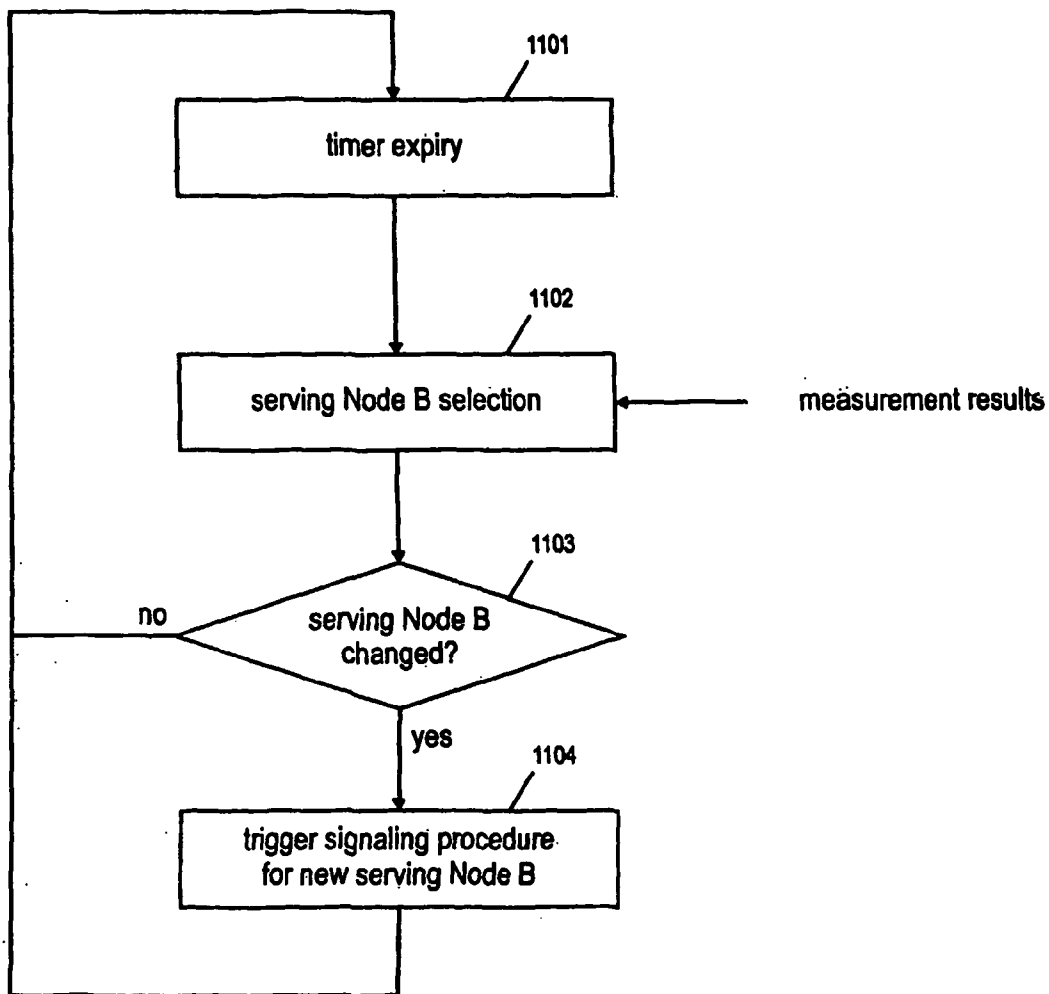 1101
timer expiry
1102
serving Node B selection
measurement results
1103
no
serving Node B
changed?
yes
1104
trigger signaling procedure
for new serving Node B